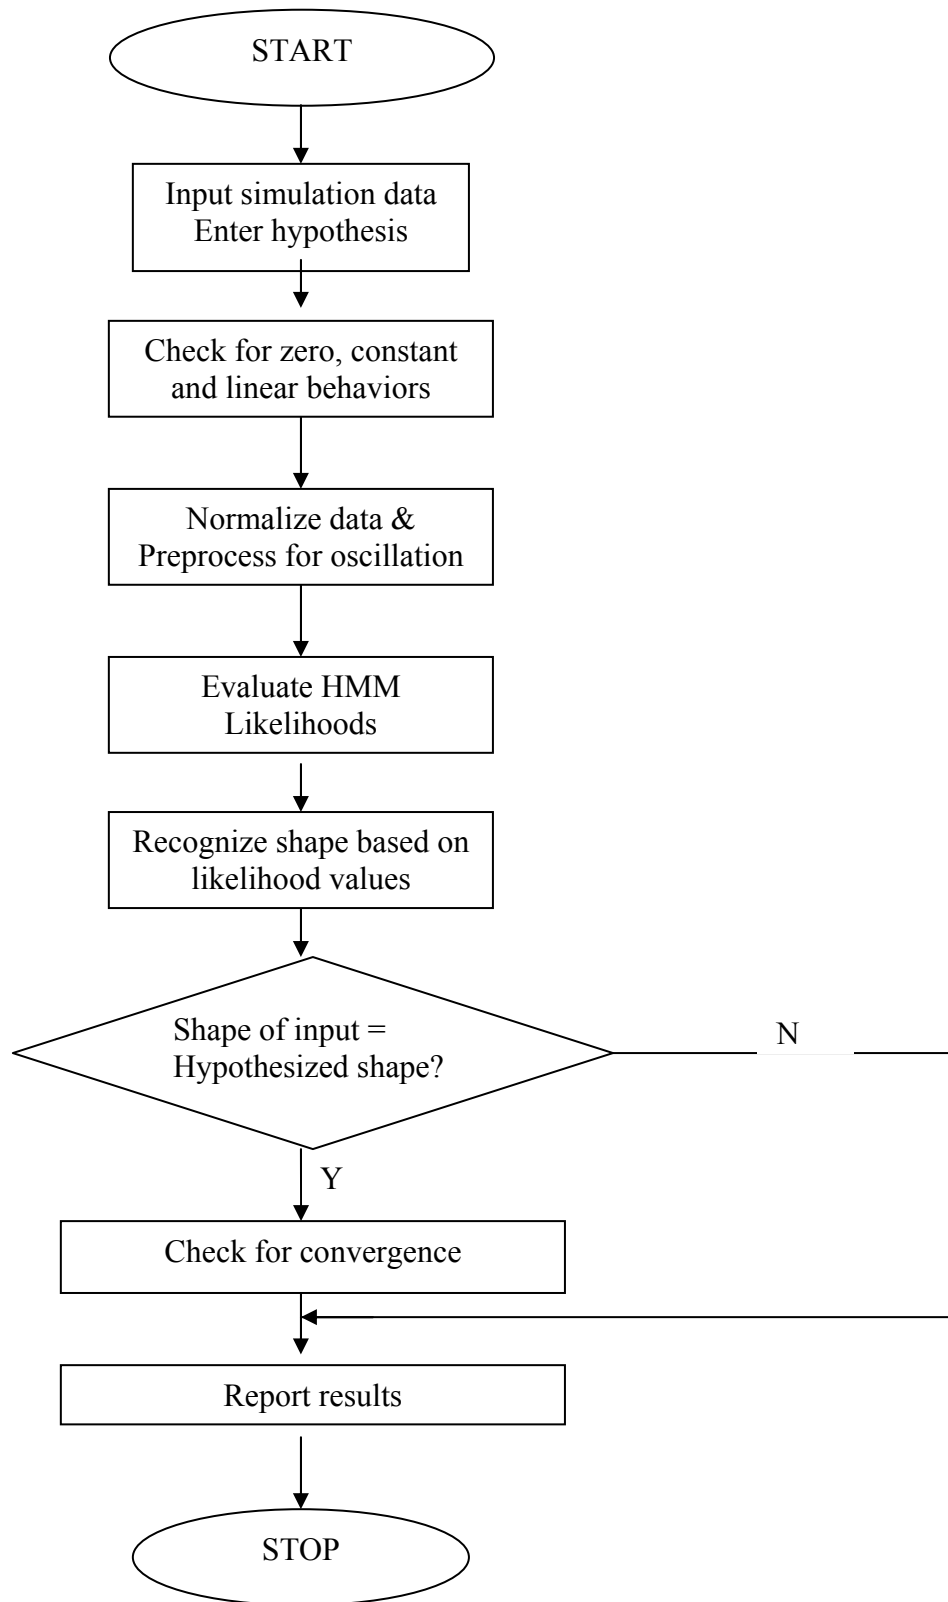 START
Input simulation data
Enter hypothesis
Check for zero, constant
and linear behaviors
Normalize data &
Preprocess for oscillation
Evaluate HMM
Likelihoods
Recognize shape based on
likelihood values
Shape of input =
Hypothesized shape?
N
Y
Check for convergence
Report results
STOP